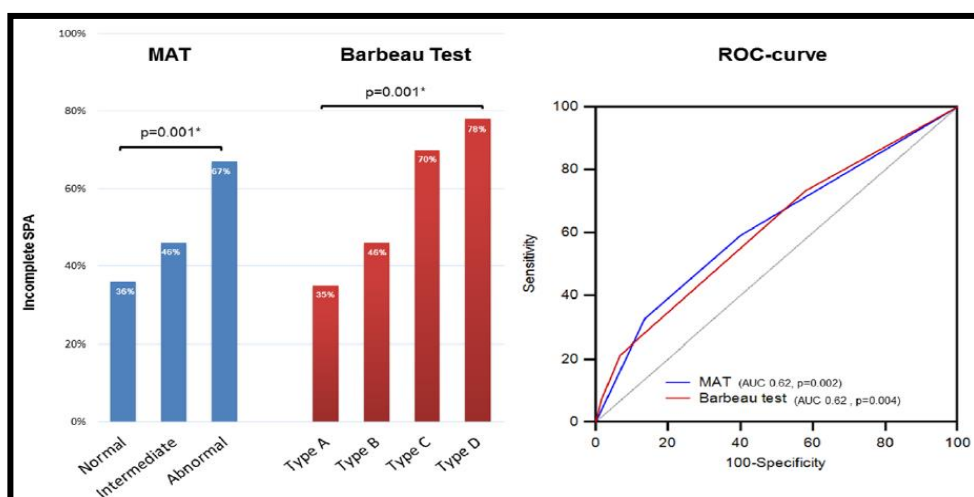 100%
MAT
Barbeau Test
p=0.001*
p=0.001*
80%
60%
40%
20%
0%
Incomplete SPA
36%
46%
67%
35%
46%
70%
78%
Normal
Intermediate
Abnormal
Type A
Type B
Type C
Type D
ROC-curve
100
80
60
40
20
0
Sensitivity
MAT (AUC 0.62, p=0.002)
Barbeau test (AUC 0.62 , p=0.004)
0 20 40 60 80 100
100-Specificity